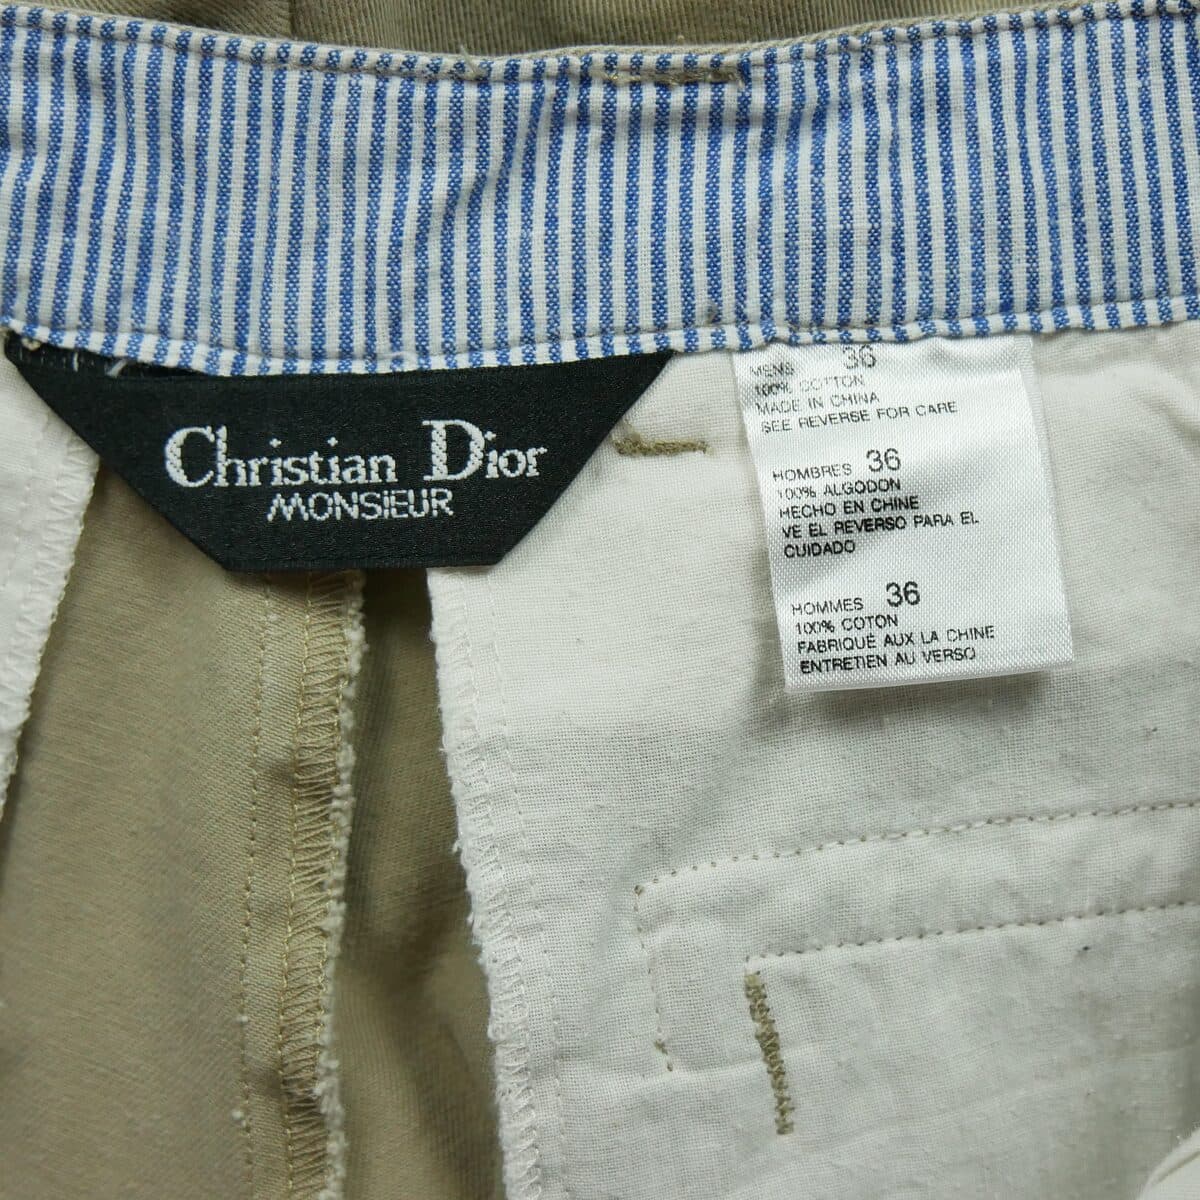 Christian Dior
MONSIEUR
MENS 36
100% COTTON
MADE IN CHINA
SEE REVERSE FOR CARE
HOMBRES 36
100% ALGODON
HECHO EN CHINE
VE EL REVERSO PARA EL
CUIDADO
HOMMES 36
100% COTON
FABRIQUÉ AUX LA CHINE
ENTRETIEN AU VERSO